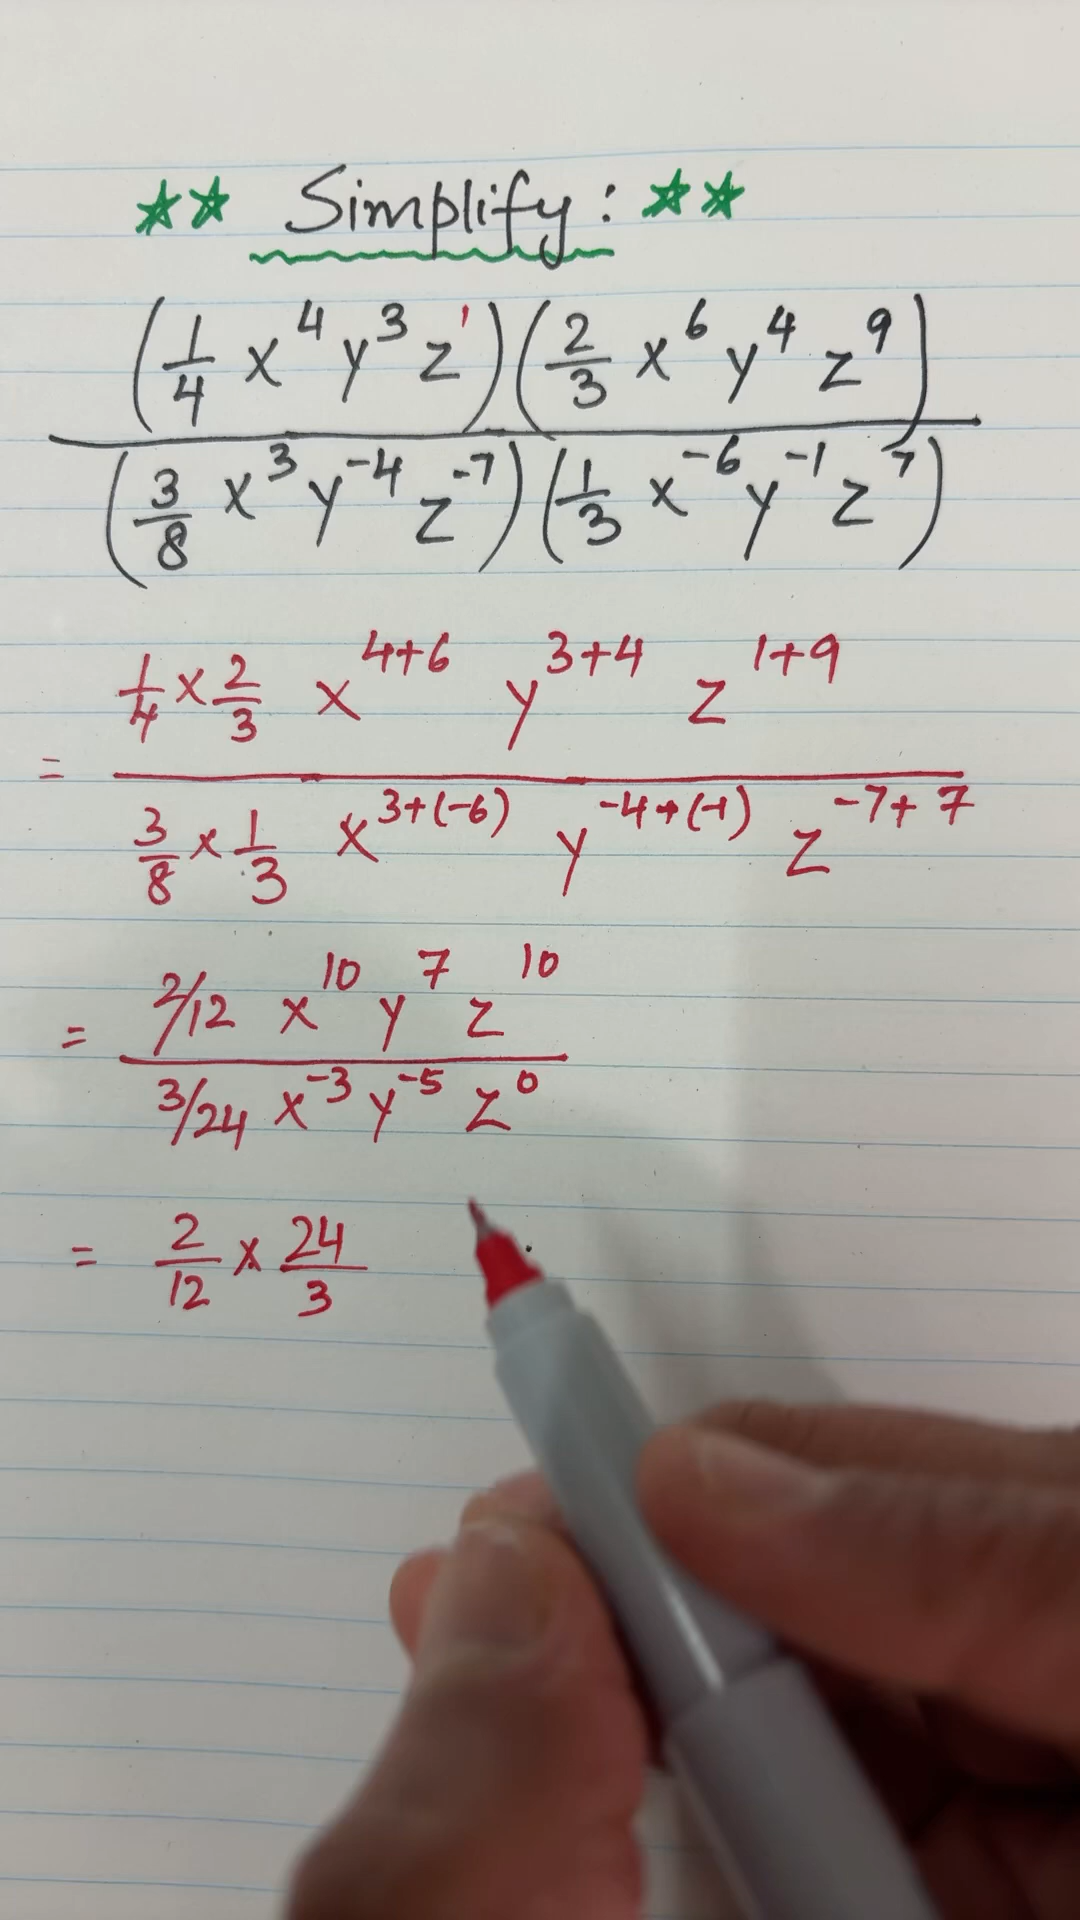 ** Simplify: **
(1/4 x^4 y^3 z^1)(2/3 x^6 y^4 z^9)
(3/8 x^3 y^-4 z^-7)(1/3 x^-6 y^-1 z^7)
1/4 × 2/3 x^4+6 y^3+4 z^1+9
=
3/8 × 1/3 x^3+(-6) y^-4+(-1) z^-7+7
= 2/12 x^10 y^7 z^10
3/24 x^-3 y^-5 z^0
= 2/12 × 24/3